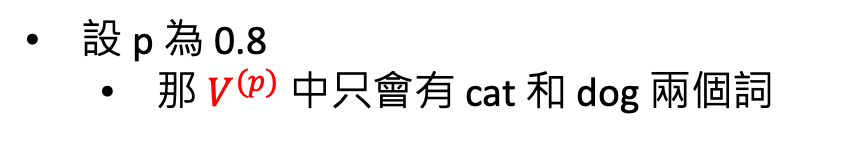 • 設 p 為 0.8
• 那 V^(p) 中只會有 cat 和 dog 兩個詞